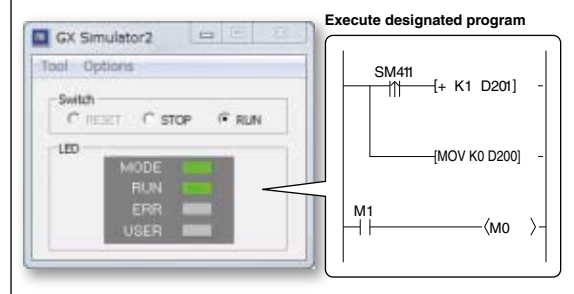 Execute designated program
GX Simulator2
Tool Options
Switch
RESET STOP RUN
LED
MODE
RUN
ERR
USER
SM411
[+ K1 D201]
[MOV K0 D200]
M1
M0